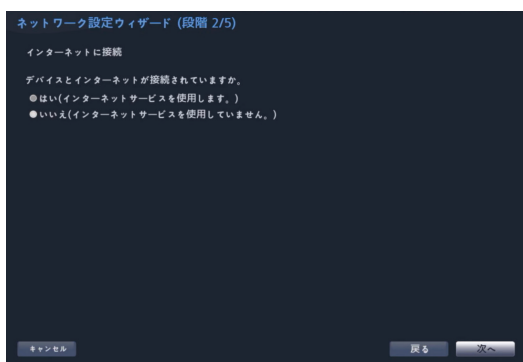 ネットワーク設定ウィザード (段階 2/5)
インターネットに接続
デバイスとインターネットが接続されていますか。
はい(インターネットサービスを使用します。)
いいえ(インターネットサービスを使用していません。)
キャンセル
戻る
次へ